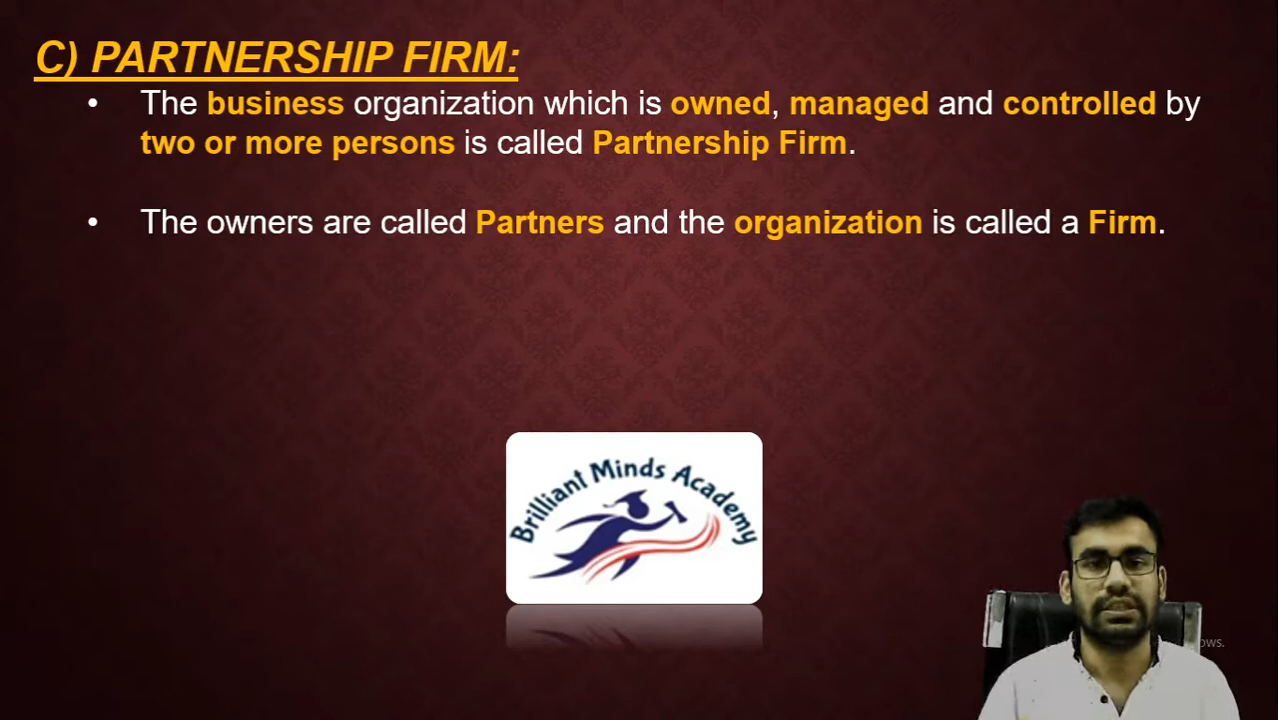 C) PARTNERSHIP FIRM:
• The business organization which is owned, managed and controlled by
two or more persons is called Partnership Firm.
• The owners are called Partners and the organization is called a Firm.
Brilliant Minds Academy